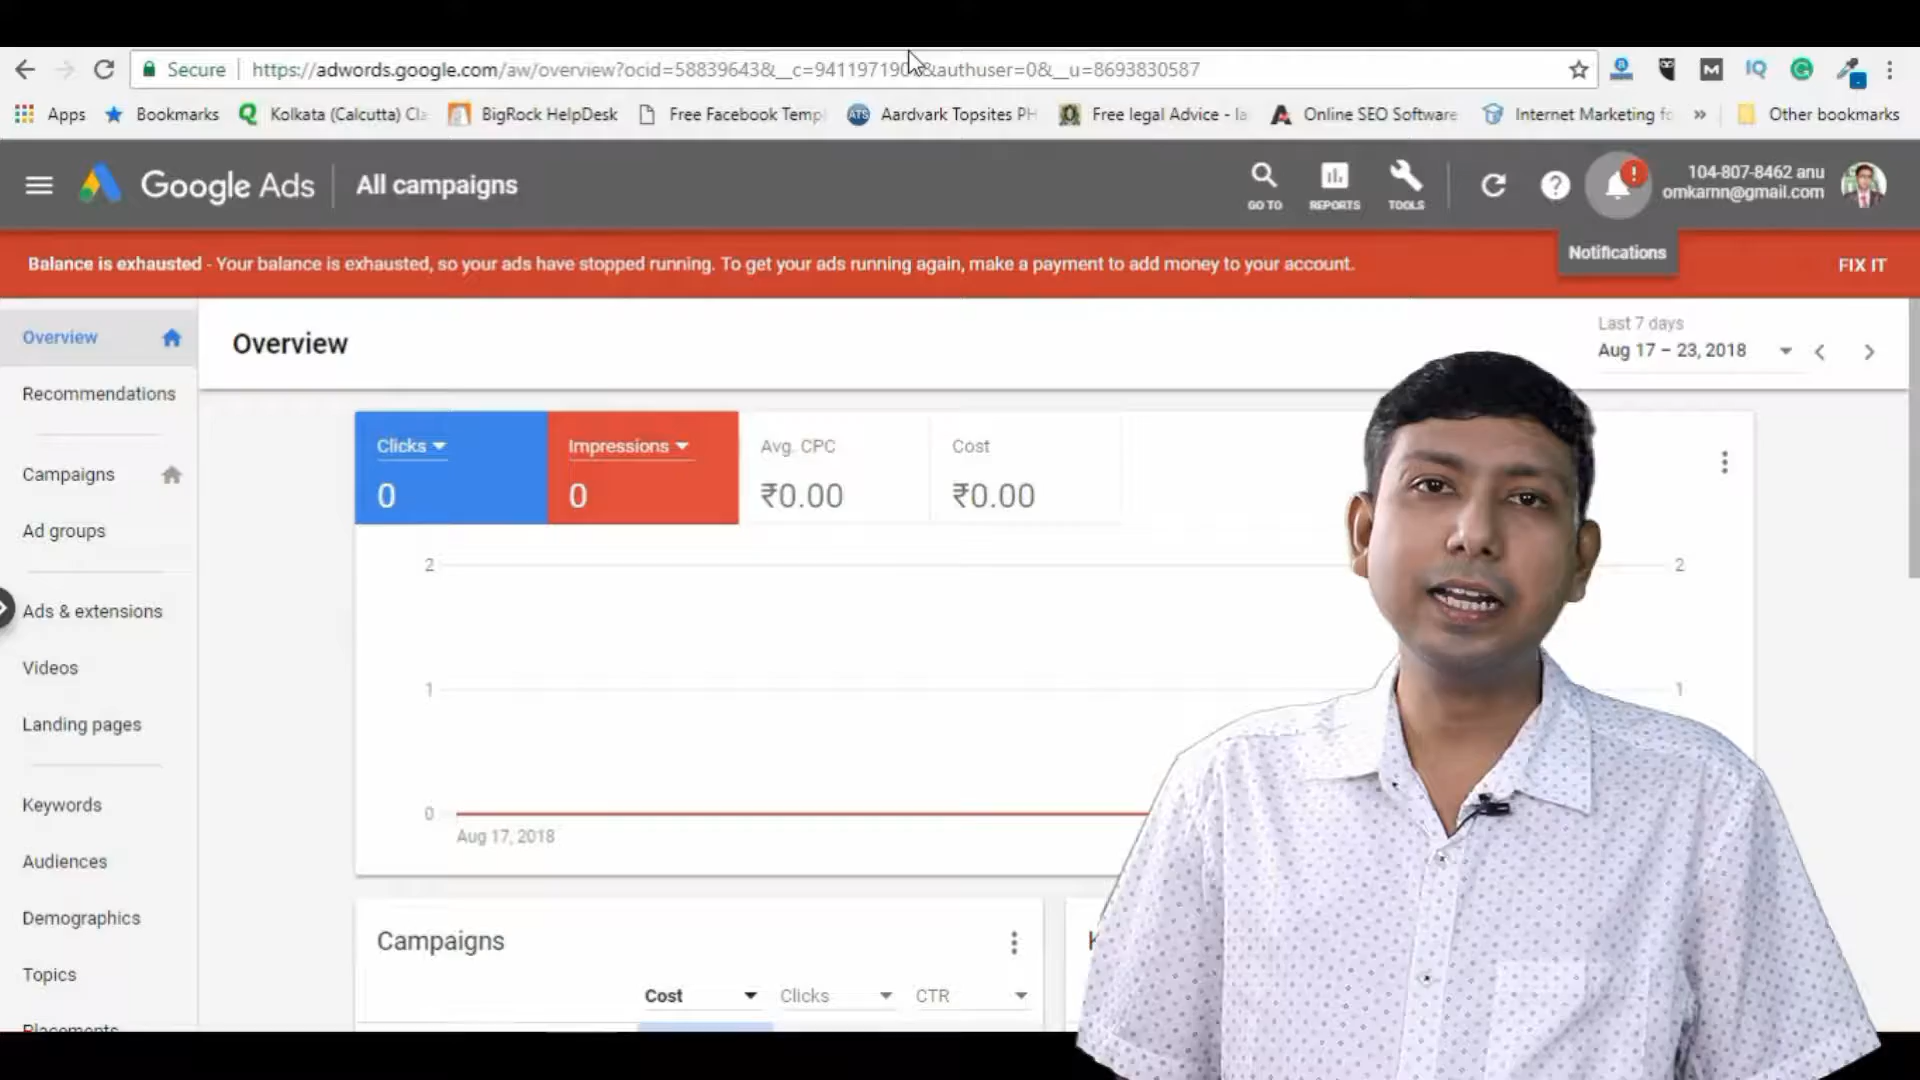 Secure
https://adwords.google.com/aw/overview?ocid=58839643&__c=941197190 &authuser=0&__u=8693830587
Apps
Bookmarks
Kolkata (Calcutta) Cl
BigRock HelpDesk
Free Facebook Temp
Aardvark Topsites PH
Free legal Advice - la
Online SEO Software
Internet Marketing fo
»
Other bookmarks
Google Ads
All campaigns
GO TO
REPORTS
TOOLS
104-807-8462 anu
omkarnn@gmail.com
Balance is exhausted - Your balance is exhausted, so your ads have stopped running. To get your ads running again, make a payment to add money to your account.
Notifications
FIX IT
Overview
Recommendations
Campaigns
Ad groups
Ads & extensions
Videos
Landing pages
Keywords
Audiences
Demographics
Topics
Placements
Overview
Last 7 days
Aug 17 – 23, 2018
Clicks
0
Impressions
0
Avg. CPC
₹0.00
Cost
₹0.00
2
2
1
1
0
Aug 17, 2018
Campaigns
Cost
Clicks
CTR